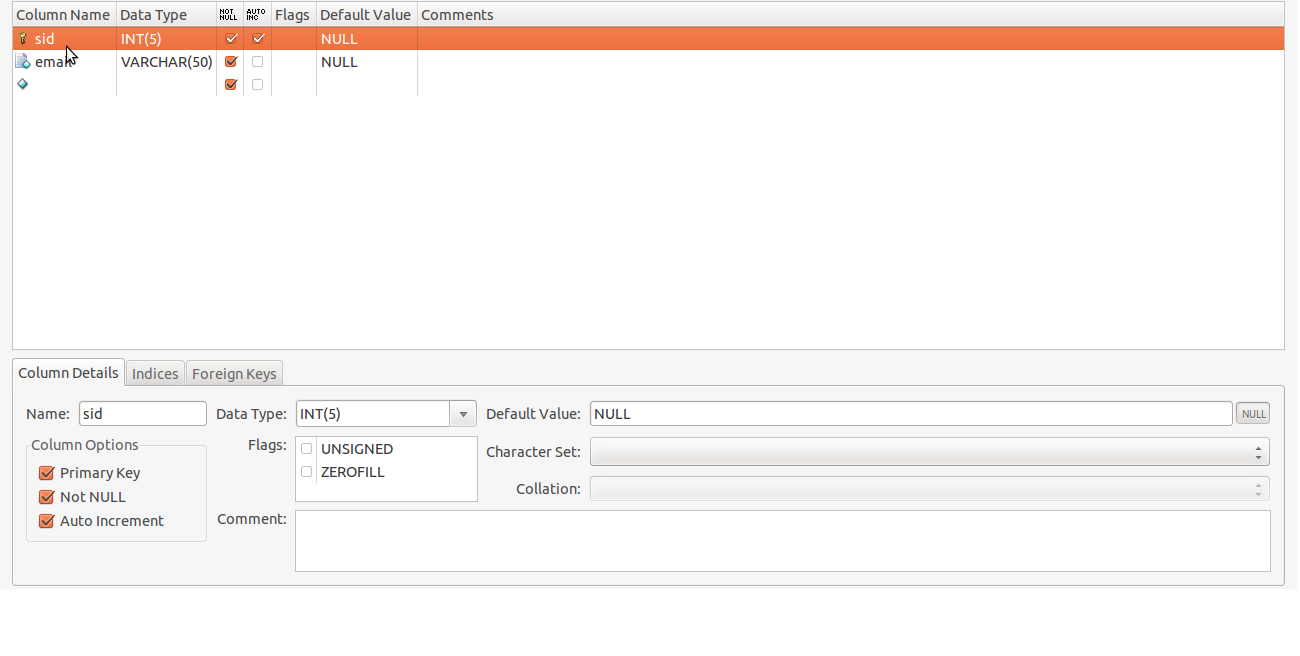 Column Name Data Type NOT NULL AUTO INC Flags Default Value Comments
sid INT(5) NULL
email VARCHAR(50) NULL
Column Details Indices Foreign Keys
Name: sid Data Type: INT(5) Default Value: NULL NULL
Column Options Flags: UNSIGNED Character Set:
Primary Key ZEROFILL
Not NULL Collation:
Auto Increment Comment: